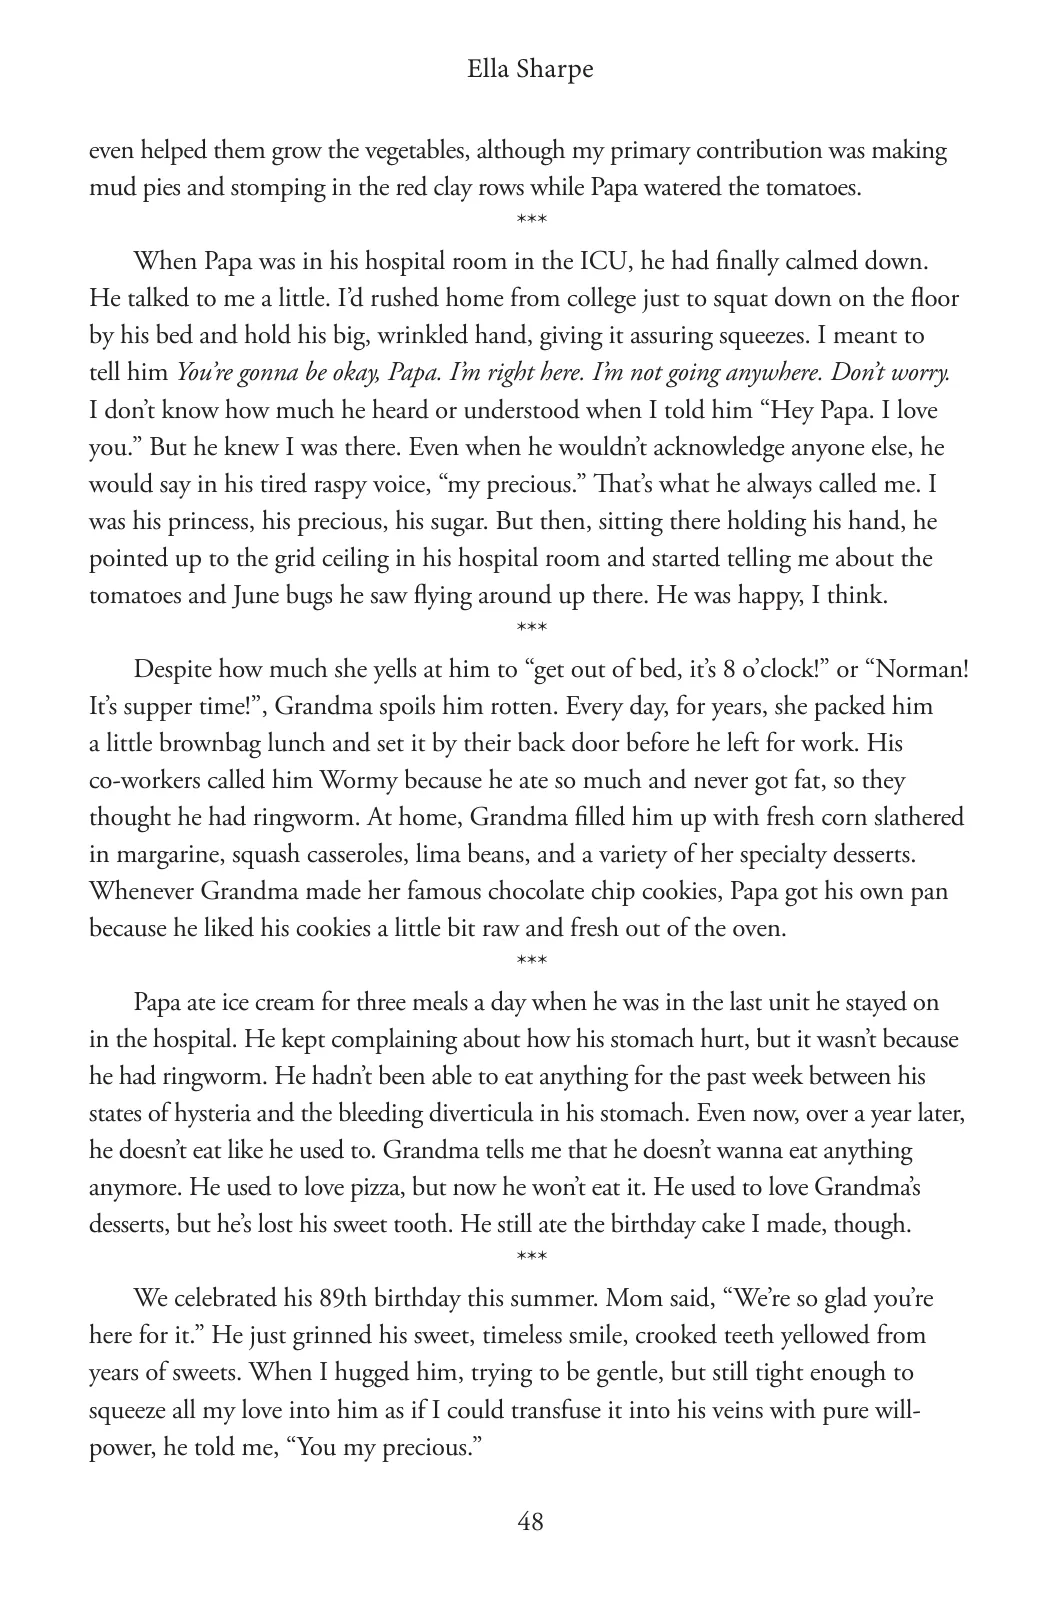 Ella Sharpe
even helped them grow the vegetables, although my primary contribution was making
mud pies and stomping in the red clay rows while Papa watered the tomatoes.
***
When Papa was in his hospital room in the ICU, he had finally calmed down.
He talked to me a little. I’d rushed home from college just to squat down on the floor
by his bed and hold his big, wrinkled hand, giving it assuring squeezes. I meant to
tell him You’re gonna be okay, Papa. I’m right here. I’m not going anywhere. Don’t worry.
I don’t know how much he heard or understood when I told him “Hey Papa. I love
you.” But he knew I was there. Even when he wouldn’t acknowledge anyone else, he
would say in his tired raspy voice, “my precious.” That’s what he always called me. I
was his princess, his precious, his sugar. But then, sitting there holding his hand, he
pointed up to the grid ceiling in his hospital room and started telling me about the
tomatoes and June bugs he saw flying around up there. He was happy, I think.
***
Despite how much she yells at him to “get out of bed, it’s 8 o’clock!” or “Norman!
It’s supper time!”, Grandma spoils him rotten. Every day, for years, she packed him
a little brownbag lunch and set it by their back door before he left for work. His
co-workers called him Wormy because he ate so much and never got fat, so they
thought he had ringworm. At home, Grandma filled him up with fresh corn slathered
in margarine, squash casseroles, lima beans, and a variety of her specialty desserts.
Whenever Grandma made her famous chocolate chip cookies, Papa got his own pan
because he liked his cookies a little bit raw and fresh out of the oven.
***
Papa ate ice cream for three meals a day when he was in the last unit he stayed on
in the hospital. He kept complaining about how his stomach hurt, but it wasn’t because
he had ringworm. He hadn’t been able to eat anything for the past week between his
states of hysteria and the bleeding diverticula in his stomach. Even now, over a year later,
he doesn’t eat like he used to. Grandma tells me that he doesn’t wanna eat anything
anymore. He used to love pizza, but now he won’t eat it. He used to love Grandma’s
desserts, but he’s lost his sweet tooth. He still ate the birthday cake I made, though.
***
We celebrated his 89th birthday this summer. Mom said, “We’re so glad you’re
here for it.” He just grinned his sweet, timeless smile, crooked teeth yellowed from
years of sweets. When I hugged him, trying to be gentle, but still tight enough to
squeeze all my love into him as if I could transfuse it into his veins with pure will-
power, he told me, “You my precious.”
48